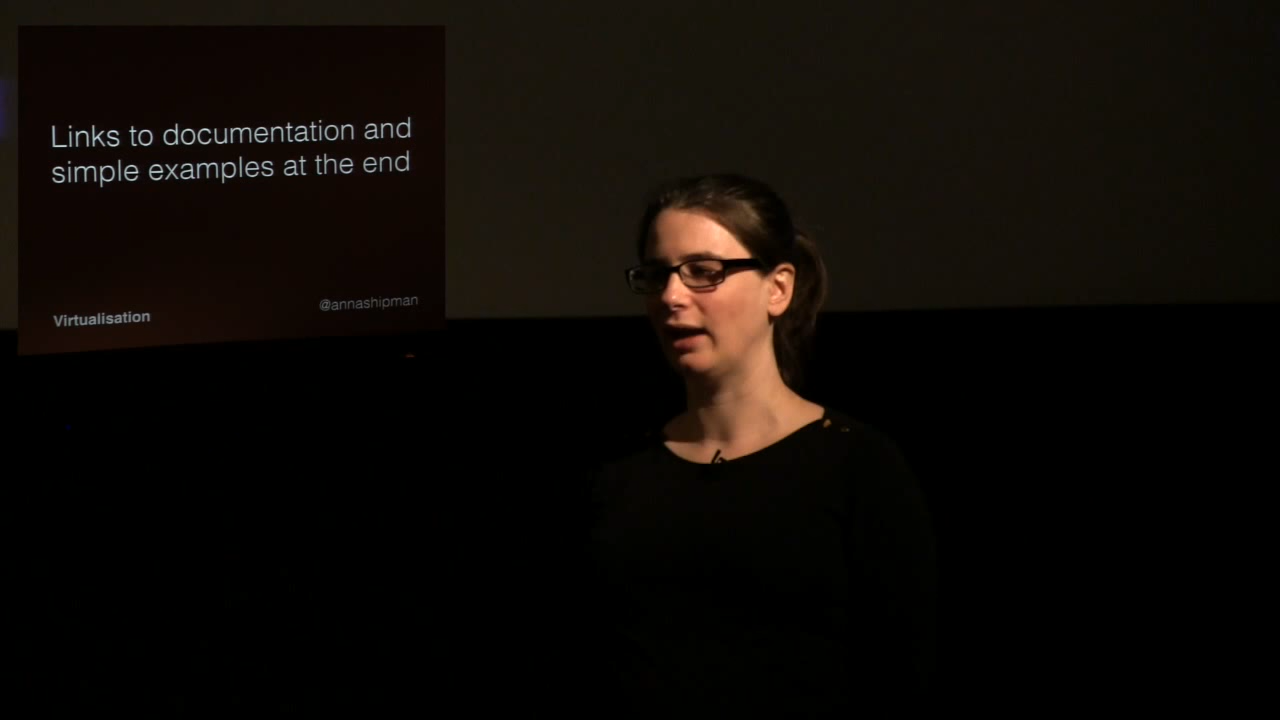 Links to documentation and
simple examples at the end
Virtualisation
@annashipman